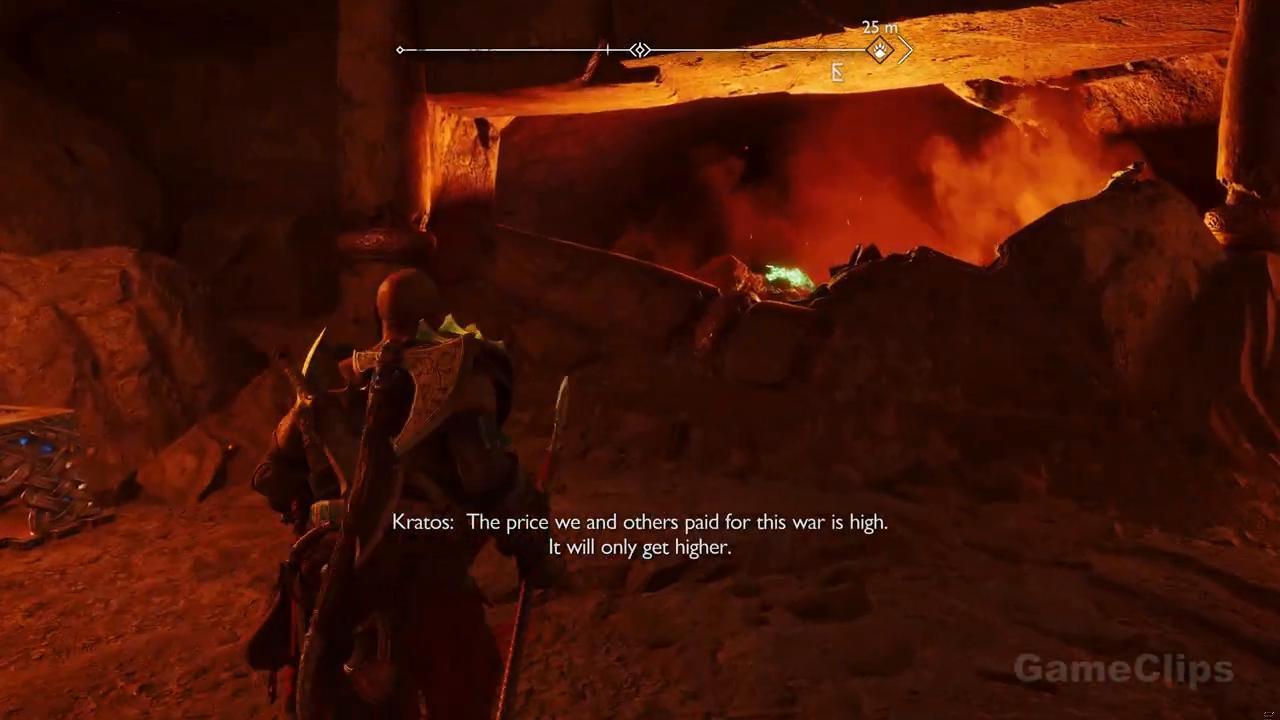 25 m
E
Kratos: The price we and others paid for this war is high.
It will only get higher.
GameClips